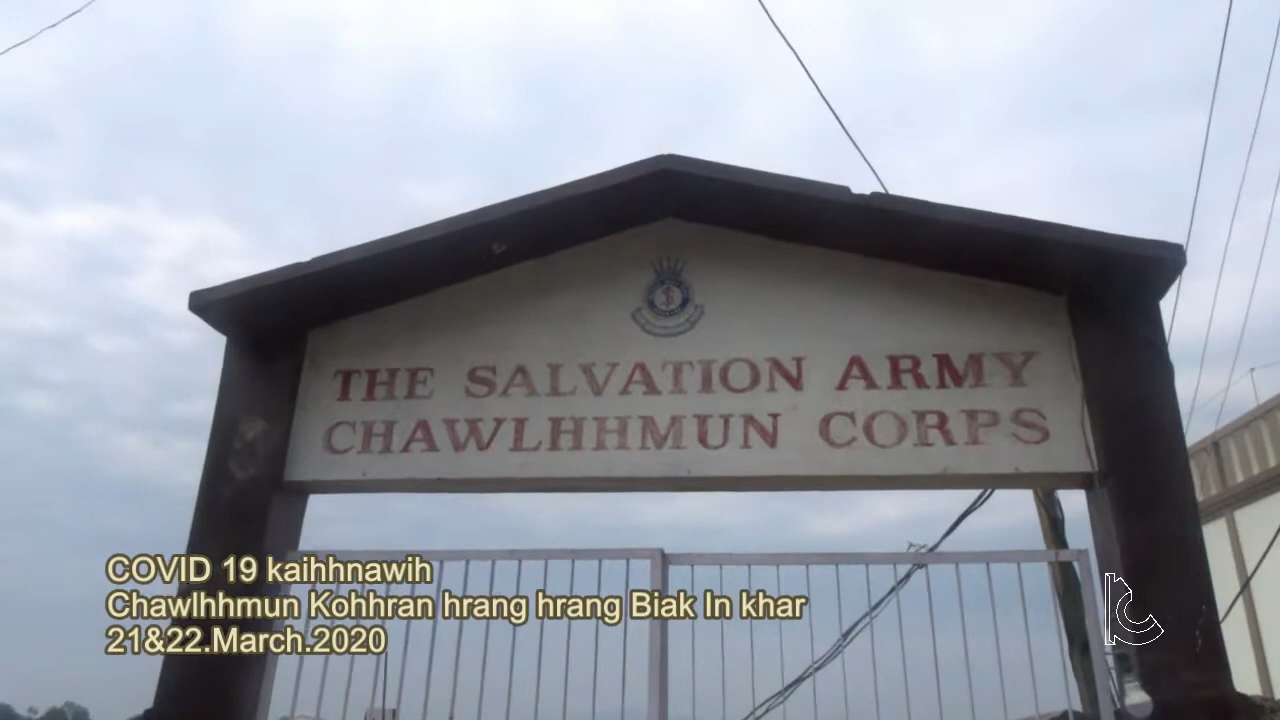 THE SALVATION ARMY
CHAWLHHMUN CORPS
COVID 19 kaihhnawih
Chawlhhmun Kohhran hrang hrang Biak In khar
21&22.March.2020